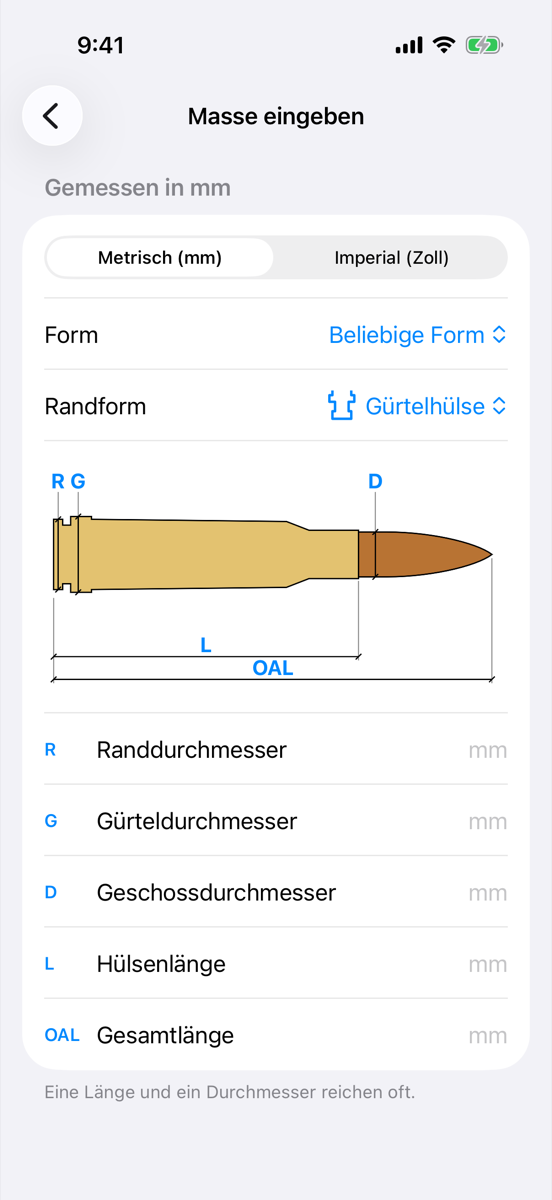 9:41
Masse eingeben
Gemessen in mm
Metrisch (mm) Imperial (Zoll)
Form Beliebige Form
Randform Gürtelhülse
R G D
L
OAL
R Randdurchmesser mm
G Gürteldurchmesser mm
D Geschossdurchmesser mm
L Hülsenlänge mm
OAL Gesamtlänge mm
Eine Länge und ein Durchmesser reichen oft.